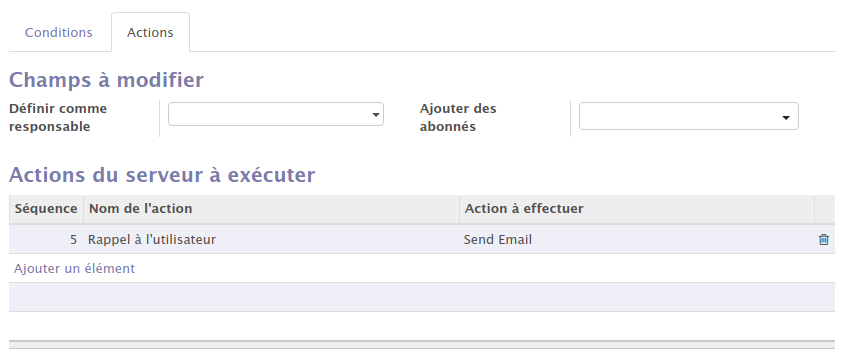 Conditions Actions
Champs à modifier
Définir comme responsable
Ajouter des abonnés
Actions du serveur à exécuter
Séquence Nom de l'action Action à effectuer
5 Rappel à l'utilisateur Send Email
Ajouter un élément